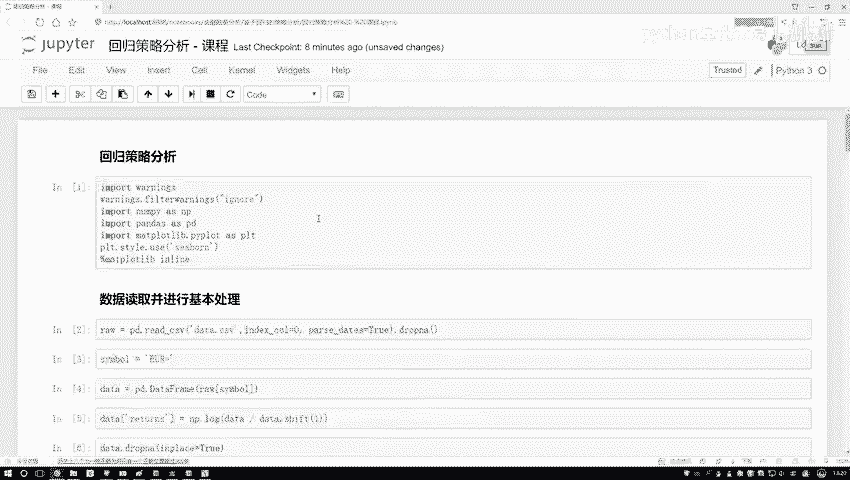 jupyter 回归策略分析 - 课程 Last Checkpoint: 8 minutes ago (unsaved changes)
File Edit View Insert Cell Kernel Widgets Help
Trusted Python 3
Code
回归策略分析
In [1]: import warnings
warnings.filterwarnings("ignore")
import numpy as np
import pandas as pd
import matplotlib.pyplot as plt
plt.style.use('seaborn')
%matplotlib inline
数据读取并进行基本处理
In [2]: raw = pd.read_csv('data.csv',index_col=0, parse_dates=True).dropna()
In [3]: symbol =
In [4]: data = pd.DataFrame(raw[symbol])
In [5]: data['returns'] = np.log(data / data.shift(1))
In [6]: data.dropna(inplace=True)